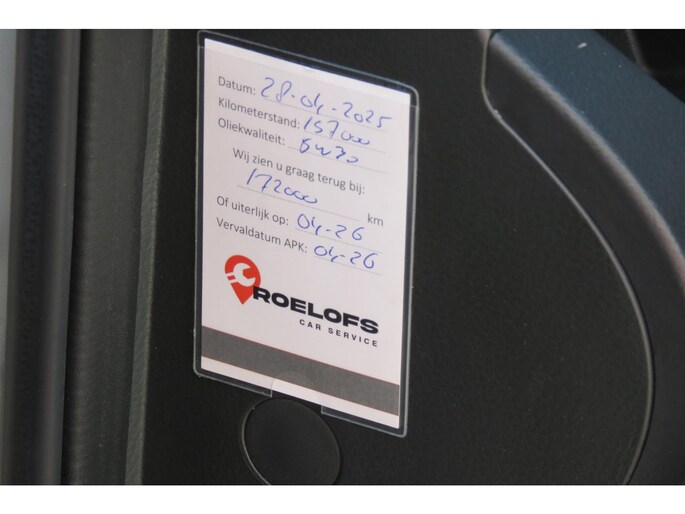 Datum: 28-04-2025
Kilometerstand: 157000
Oliekwaliteit: 5W30
Wij zien u graag terug bij:
172000 km
Of uiterlijk op: 04-26
Vervaldatum APK: 04-26
ROELOFS
CAR SERVICE